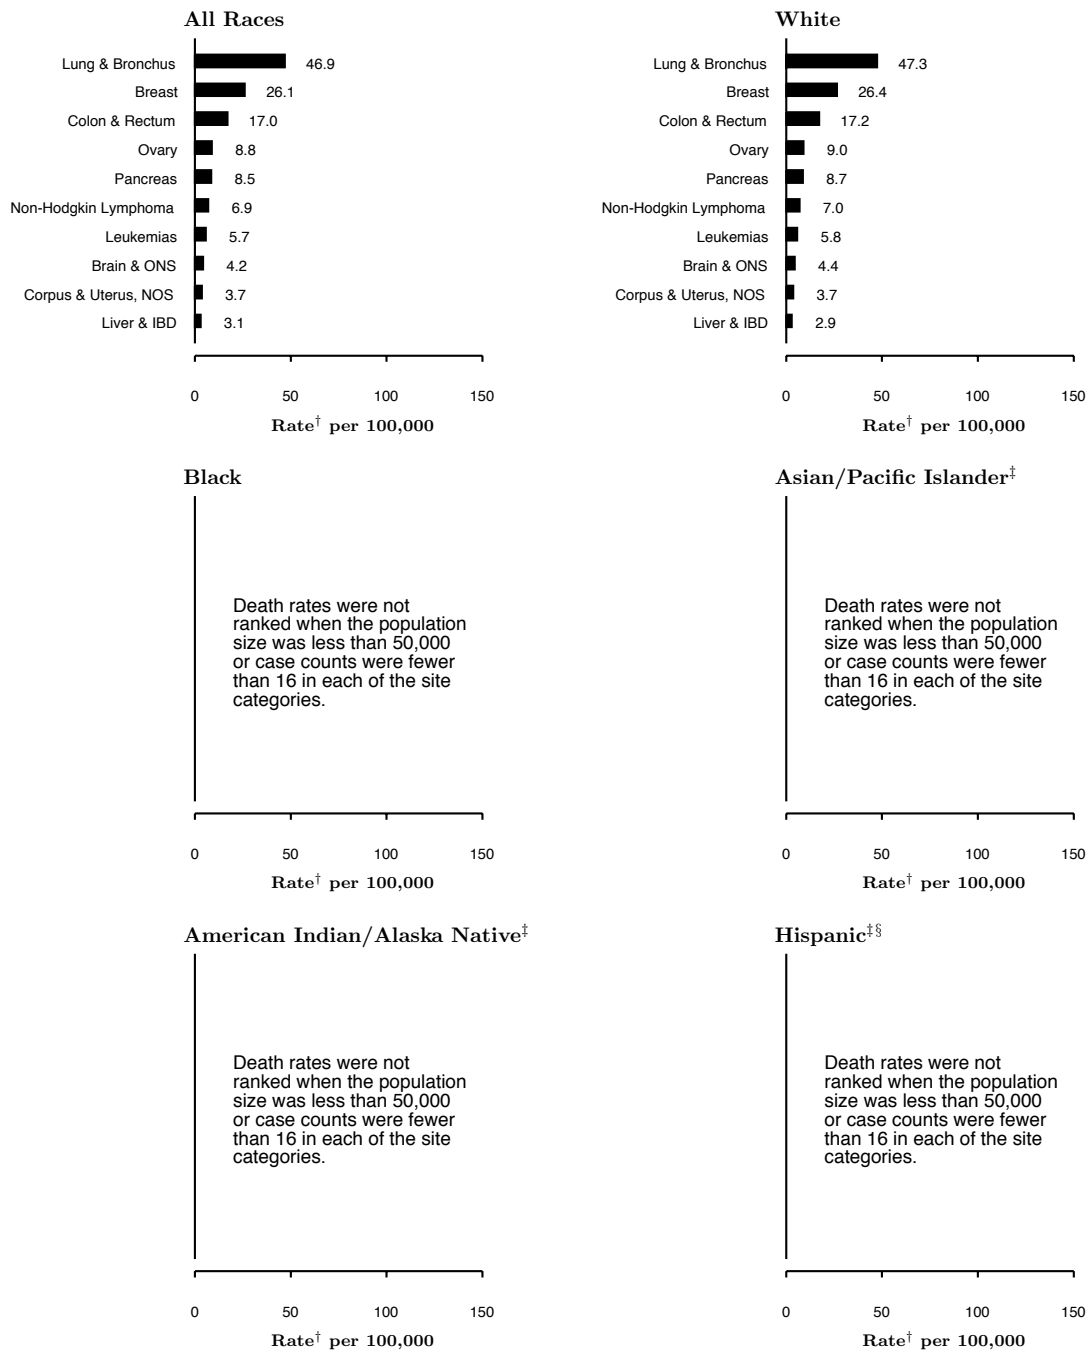 All Races
Lung & Bronchus 46.9
Breast 26.1
Colon & Rectum 17.0
Ovary 8.8
Pancreas 8.5
Non-Hodgkin Lymphoma 6.9
Leukemias 5.7
Brain & ONS 4.2
Corpus & Uterus, NOS 3.7
Liver & IBD 3.1
0 50 100 150
Rate† per 100,000
White
Lung & Bronchus 47.3
Breast 26.4
Colon & Rectum 17.2
Ovary 9.0
Pancreas 8.7
Non-Hodgkin Lymphoma 7.0
Leukemias 5.8
Brain & ONS 4.4
Corpus & Uterus, NOS 3.7
Liver & IBD 2.9
0 50 100 150
Rate† per 100,000
Black
Death rates were not
ranked when the population
size was less than 50,000
or case counts were fewer
than 16 in each of the site
categories.
0 50 100 150
Rate† per 100,000
Asian/Pacific Islander‡
Death rates were not
ranked when the population
size was less than 50,000
or case counts were fewer
than 16 in each of the site
categories.
0 50 100 150
Rate† per 100,000
American Indian/Alaska Native‡
Death rates were not
ranked when the population
size was less than 50,000
or case counts were fewer
than 16 in each of the site
categories.
0 50 100 150
Rate† per 100,000
Hispanic‡§
Death rates were not
ranked when the population
size was less than 50,000
or case counts were fewer
than 16 in each of the site
categories.
0 50 100 150
Rate† per 100,000